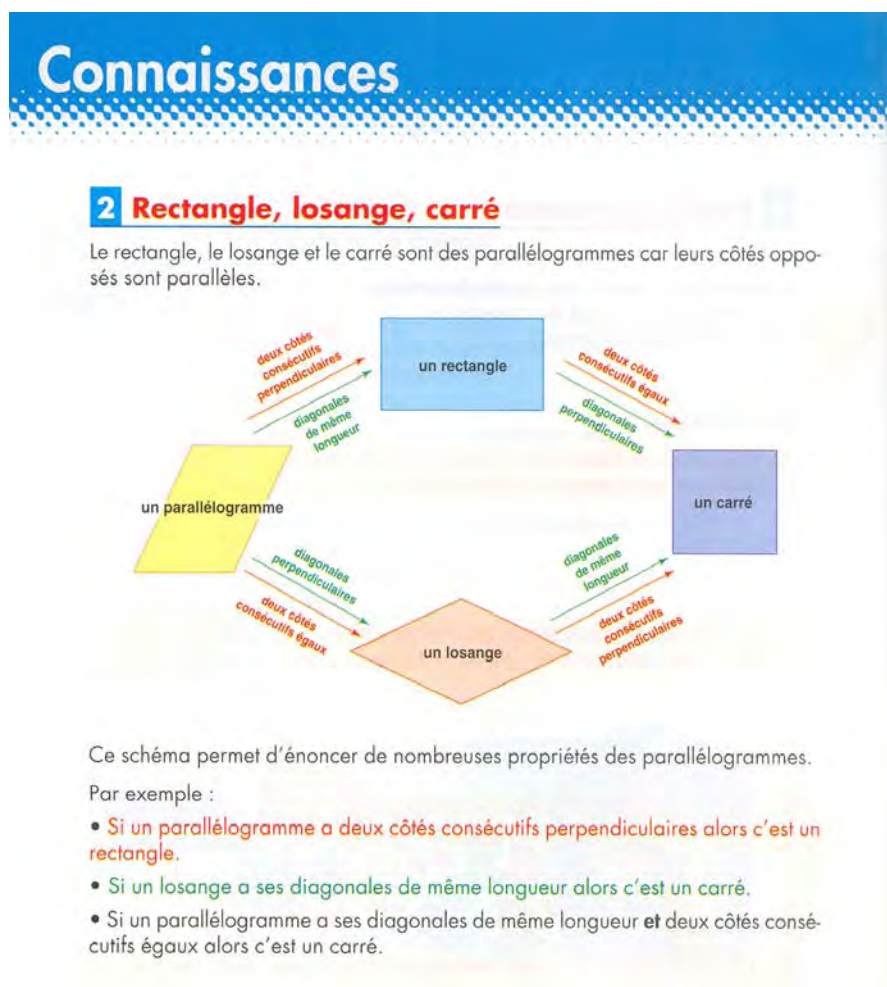 Connaissances
2 Rectangle, losange, carré
Le rectangle, le losange et le carré sont des parallélogrammes car leurs côtés oppo-
sés sont parallèles.
deux côtés
consécutifs
perpendiculaires
diagonales
de même
longueur
un rectangle
deux côtés
consécutifs égaux
diagonales
perpendiculaires
un parallélogramme
un carré
diagonales
perpendiculaires
deux côtés
consécutifs égaux
un losange
diagonales
de même
longueur
deux côtés
consécutifs
perpendiculaires
Ce schéma permet d'énoncer de nombreuses propriétés des parallélogrammes.
Par exemple :
• Si un parallélogramme a deux côtés consécutifs perpendiculaires alors c'est un
rectangle.
• Si un losange a ses diagonales de même longueur alors c'est un carré.
• Si un parallélogramme a ses diagonales de même longueur et deux côtés consé-
cutifs égaux alors c'est un carré.